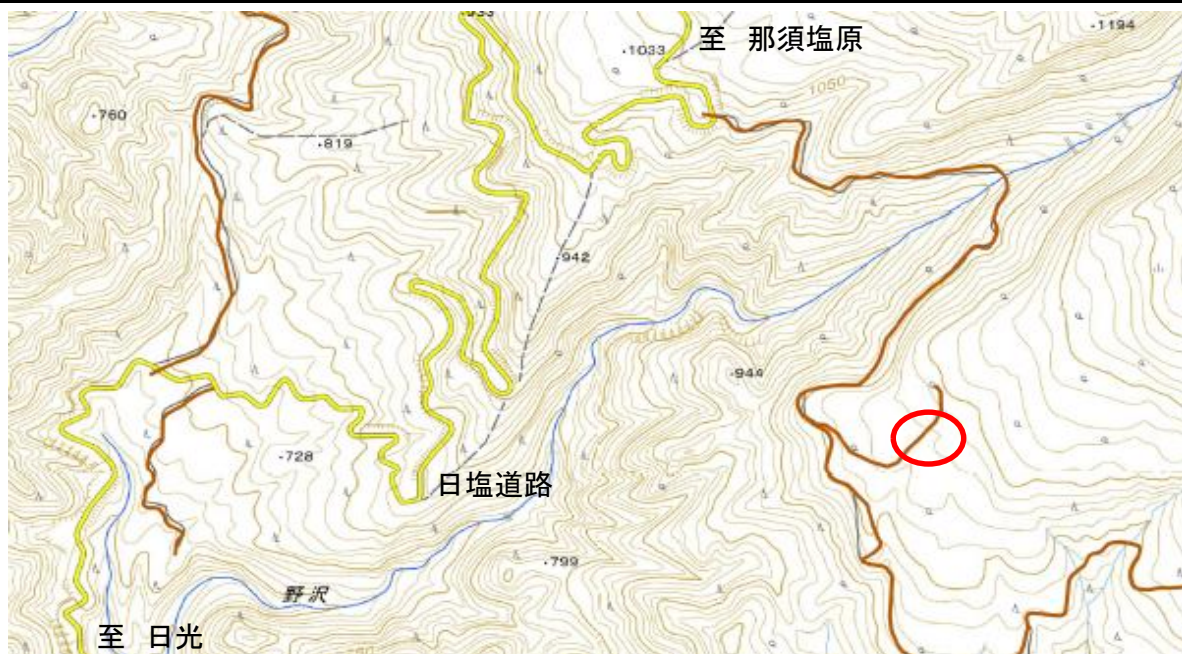 933
・1033
至 那須塩原
・1194
1050
・760
・819
・942
・944
・728
日塩道路
・799
野沢
至 日光